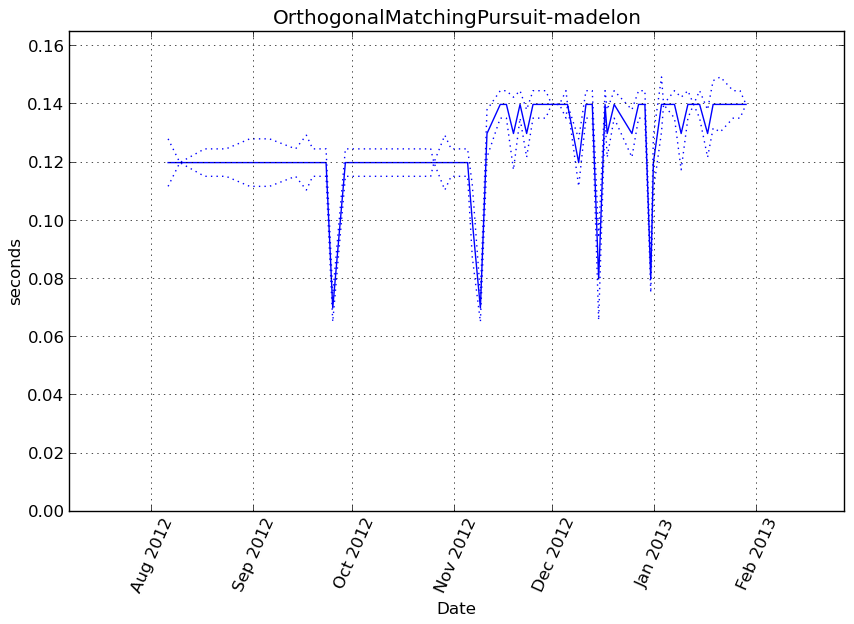 OrthogonalMatchingPursuit-madelon
0.16
0.14
0.12
0.10
0.08
0.06
0.04
0.02
0.00
seconds
Aug 2012
Sep 2012
Oct 2012
Nov 2012
Dec 2012
Jan 2013
Feb 2013
Date